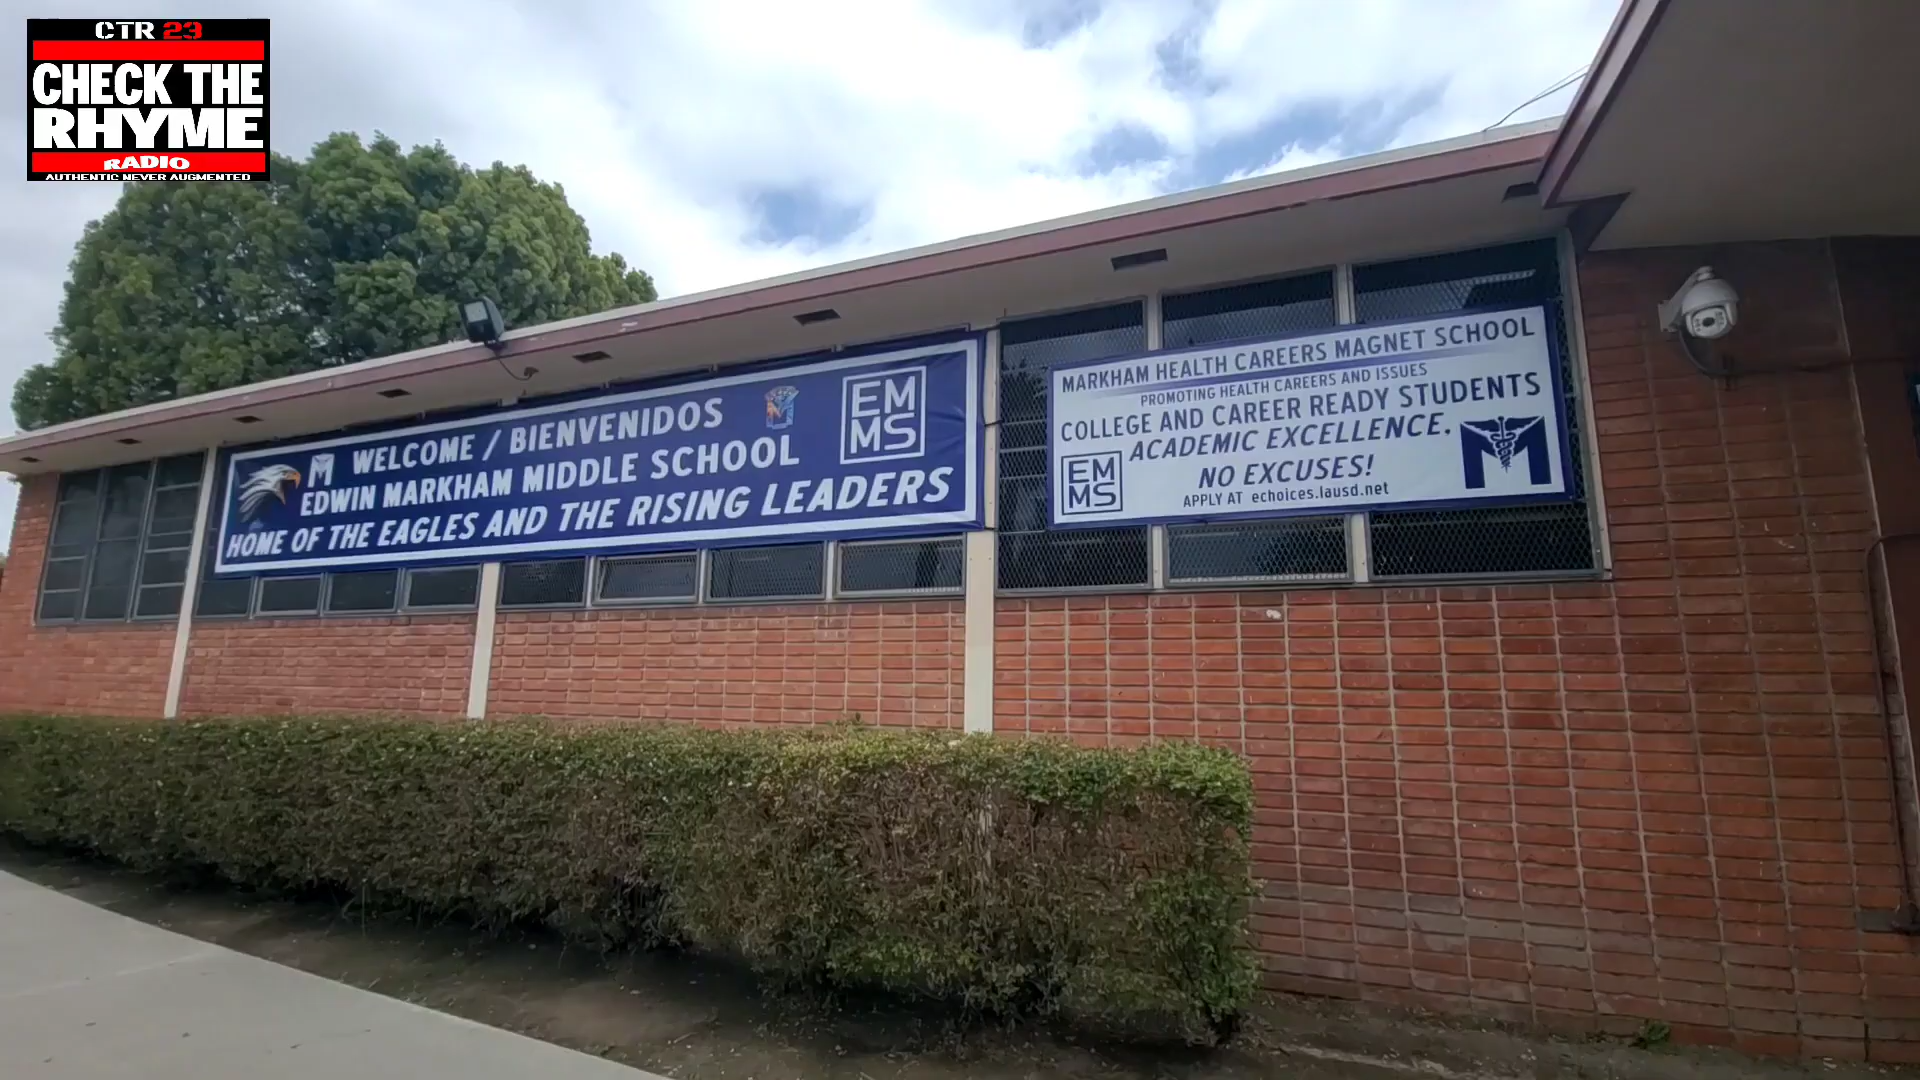 CTR 23
CHECK THE
RHYME
RADIO
AUTHENTIC NEVER AUGMENTED
WELCOME / BIENVENIDOS
EDWIN MARKHAM MIDDLE SCHOOL
HOME OF THE EAGLES AND THE RISING LEADERS
EM
MS
MARKHAM HEALTH CAREERS MAGNET SCHOOL
PROMOTING HEALTH CAREERS AND ISSUES
COLLEGE AND CAREER READY STUDENTS
ACADEMIC EXCELLENCE.
NO EXCUSES!
APPLY AT echoices.lausd.net
EM
MS
M